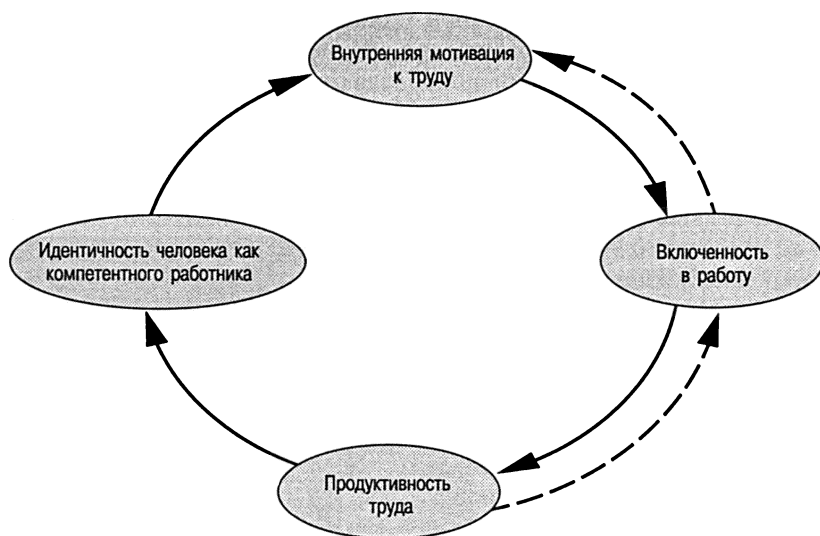 Внутренняя мотивация
к труду
Идентичность человека как
компетентного работника
Включенность
в работу
Продуктивность
труда